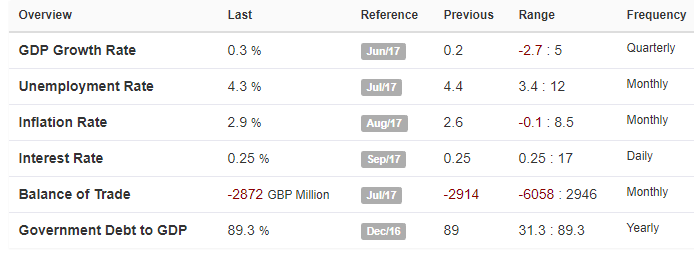 Overview Last Reference Previous Range Frequency
GDP Growth Rate 0.3 % Jun/17 0.2 -2.7 : 5 Quarterly
Unemployment Rate 4.3 % Jul/17 4.4 3.4 : 12 Monthly
Inflation Rate 2.9 % Aug/17 2.6 -0.1 : 8.5 Monthly
Interest Rate 0.25 % Sep/17 0.25 0.25 : 17 Daily
Balance of Trade -2872 GBP Million Jul/17 -2914 -6058 : 2946 Monthly
Government Debt to GDP 89.3 % Dec/16 89 31.3 : 89.3 Yearly